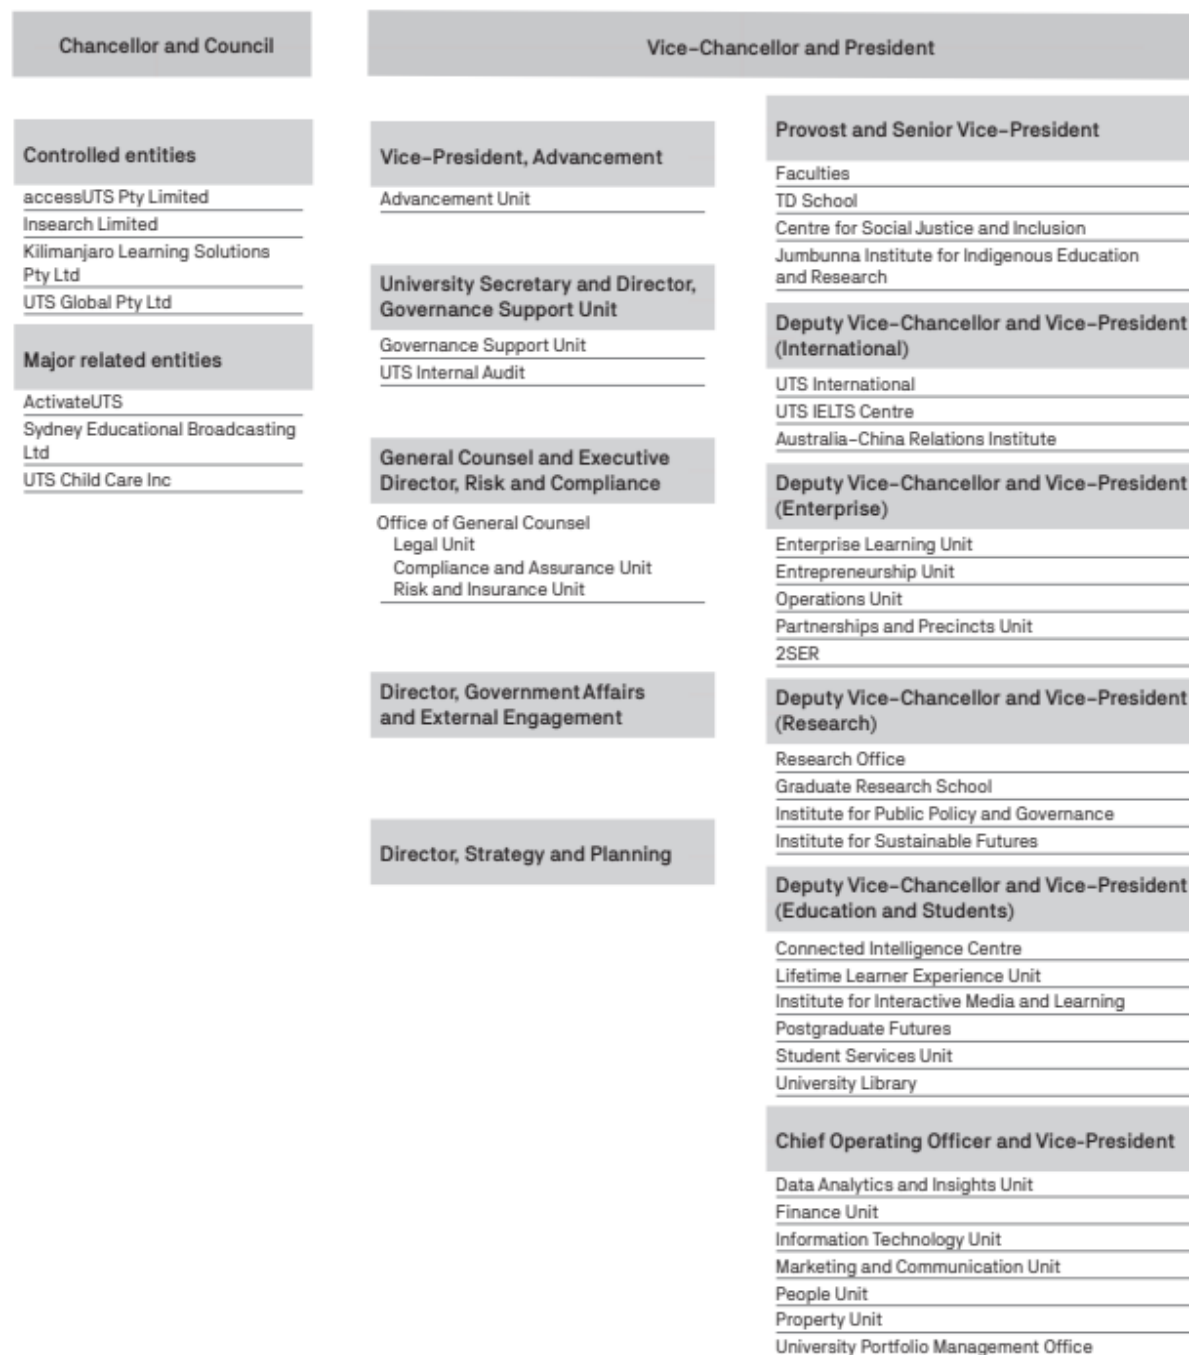 Chancellor and Council
Vice-Chancellor and President
Controlled entities
accessUTS Pty Limited
Insearch Limited
Kilimanjaro Learning Solutions
Pty Ltd
UTS Global Pty Ltd
Major related entities
ActivateUTS
Sydney Educational Broadcasting
Ltd
UTS Child Care Inc
Vice-President, Advancement
Advancement Unit
University Secretary and Director,
Governance Support Unit
Governance Support Unit
UTS Internal Audit
General Counsel and Executive
Director, Risk and Compliance
Office of General Counsel
Legal Unit
Compliance and Assurance Unit
Risk and Insurance Unit
Director, Government Affairs
and External Engagement
Director, Strategy and Planning
Provost and Senior Vice-President
Faculties
TD School
Centre for Social Justice and Inclusion
Jumbunna Institute for Indigenous Education
and Research
Deputy Vice-Chancellor and Vice-President
(International)
UTS International
UTS IELTS Centre
Australia-China Relations Institute
Deputy Vice-Chancellor and Vice-President
(Enterprise)
Enterprise Learning Unit
Entrepreneurship Unit
Operations Unit
Partnerships and Precincts Unit
2SER
Deputy Vice-Chancellor and Vice-President
(Research)
Research Office
Graduate Research School
Institute for Public Policy and Governance
Institute for Sustainable Futures
Deputy Vice-Chancellor and Vice-President
(Education and Students)
Connected Intelligence Centre
Lifetime Learner Experience Unit
Institute for Interactive Media and Learning
Postgraduate Futures
Student Services Unit
University Library
Chief Operating Officer and Vice-President
Data Analytics and Insights Unit
Finance Unit
Information Technology Unit
Marketing and Communication Unit
People Unit
Property Unit
University Portfolio Management Office